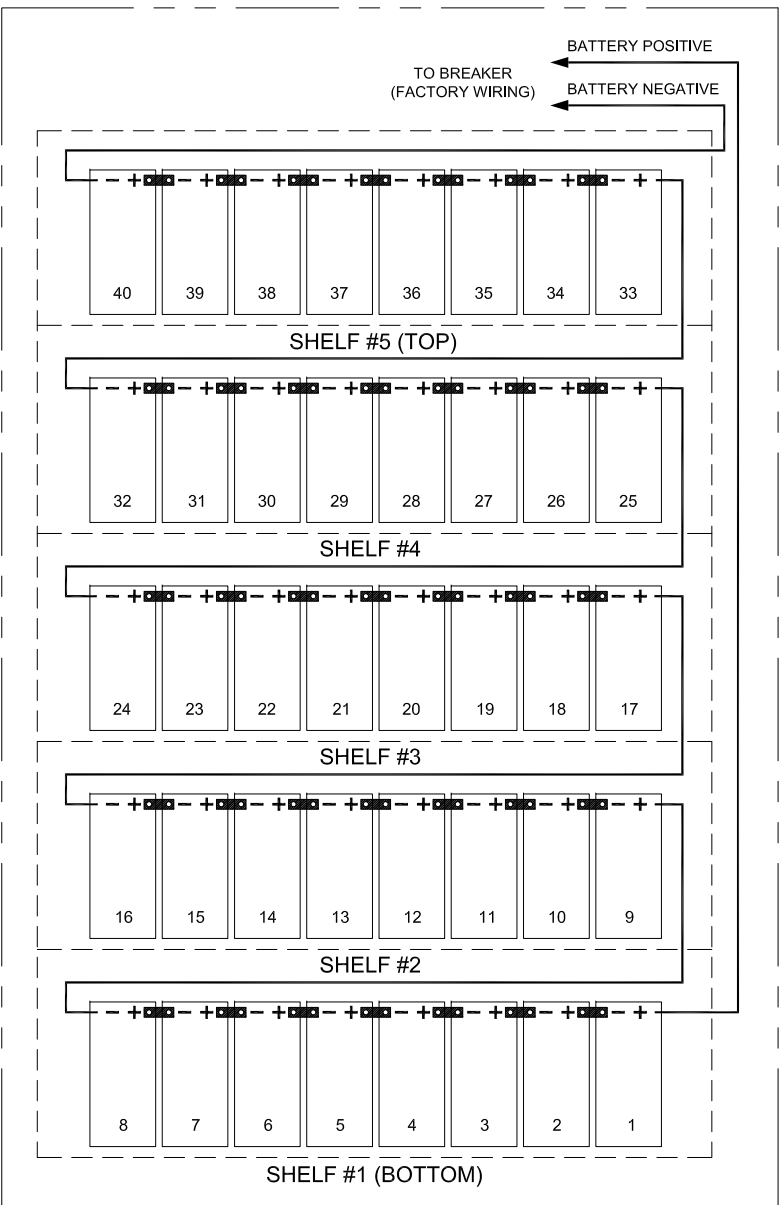 BATTERY POSITIVE
TO BREAKER
(FACTORY WIRING)
BATTERY NEGATIVE
- + - + - + - + - + - + - + - +
40 39 38 37 36 35 34 33
SHELF #5 (TOP)
- + - + - + - + - + - + - + - +
32 31 30 29 28 27 26 25
SHELF #4
- + - + - + - + - + - + - + - +
24 23 22 21 20 19 18 17
SHELF #3
- + - + - + - + - + - + - + - +
16 15 14 13 12 11 10 9
SHELF #2
- + - + - + - + - + - + - + - +
8 7 6 5 4 3 2 1
SHELF #1 (BOTTOM)